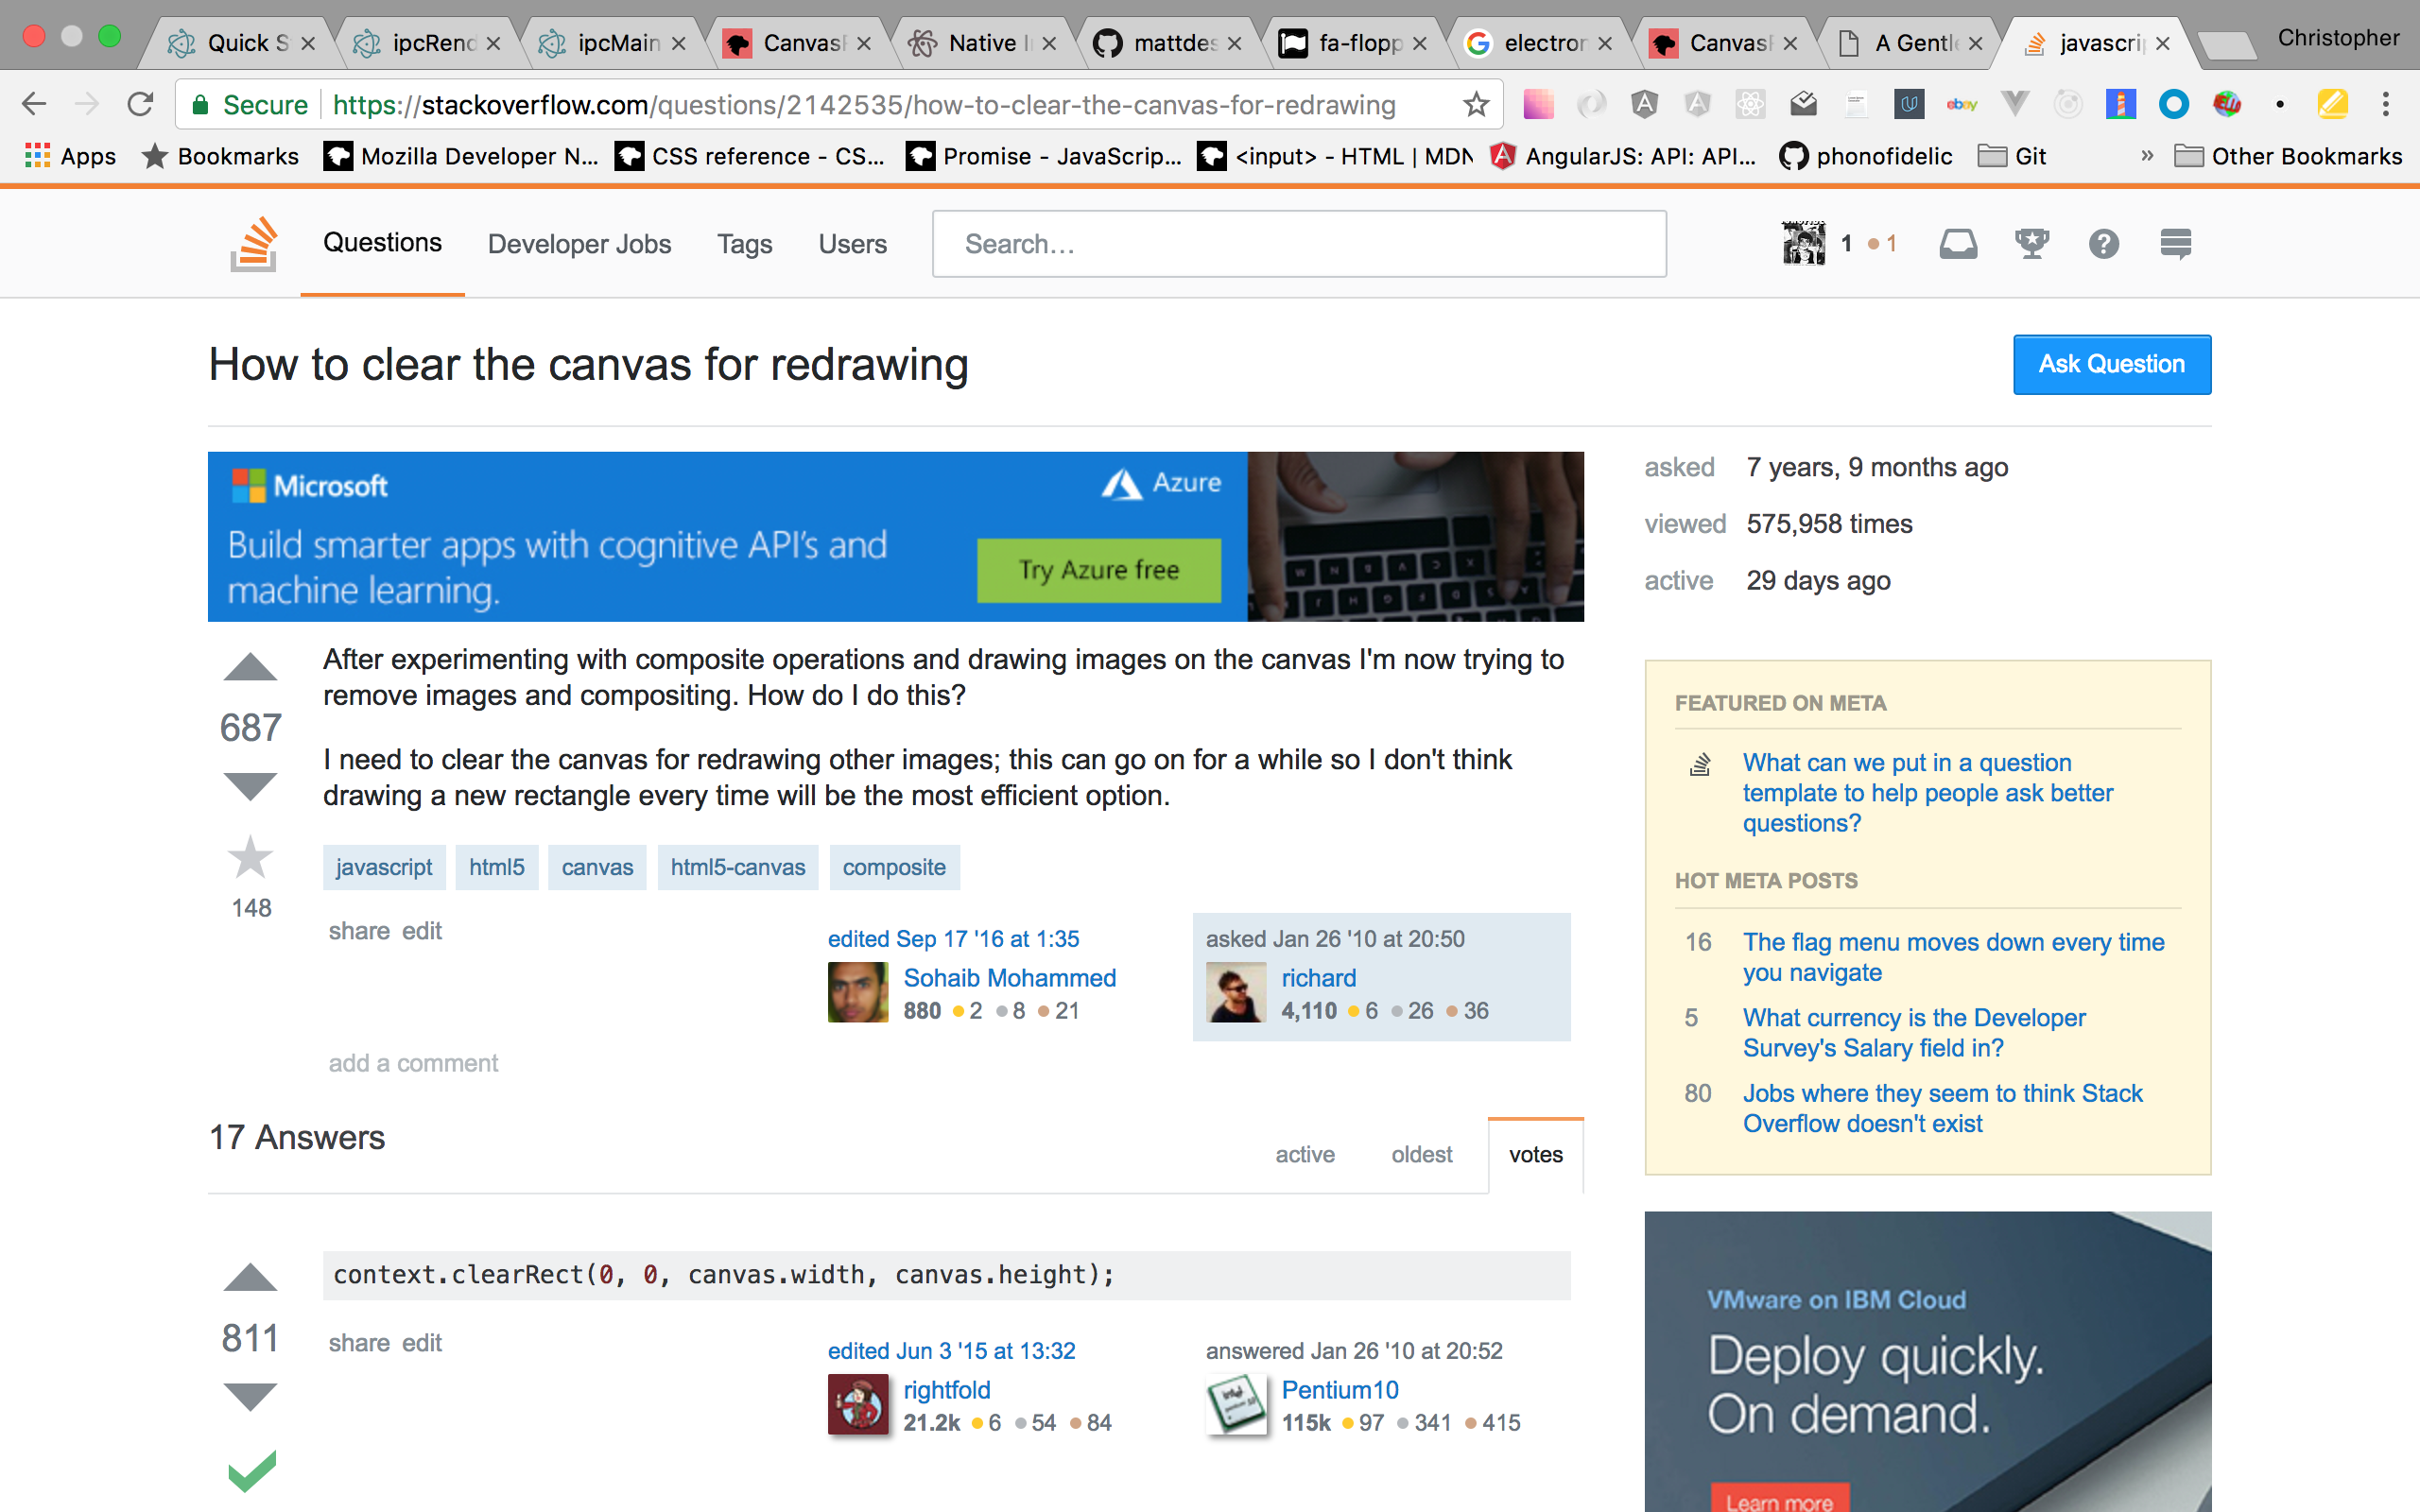 Quick S
ipcRend
ipcMain
Canvas
Native I
mattdes
fa-flopp
electron
Canvas
A Gentle
javascrip
Christopher
Secure https://stackoverflow.com/questions/2142535/how-to-clear-the-canvas-for-redrawing
ebay
Apps Bookmarks Mozilla Developer N... CSS reference - CS... Promise - JavaScrip... <input> - HTML | MDN AngularJS: API: API... phonofidelic Git » Other Bookmarks
Questions Developer Jobs Tags Users Search... 1 1
How to clear the canvas for redrawing
Ask Question
Microsoft
Azure
Build smarter apps with cognitive API's and
machine learning.
Try Azure free
asked 7 years, 9 months ago
viewed 575,958 times
active 29 days ago
687
148
After experimenting with composite operations and drawing images on the canvas I'm now trying to
remove images and compositing. How do I do this?
I need to clear the canvas for redrawing other images; this can go on for a while so I don't think
drawing a new rectangle every time will be the most efficient option.
javascript html5 canvas html5-canvas composite
share edit
edited Sep 17 '16 at 1:35
Sohaib Mohammed
880 2 8 21
asked Jan 26 '10 at 20:50
richard
4,110 6 26 36
add a comment
FEATURED ON META
What can we put in a question
template to help people ask better
questions?
HOT META POSTS
16 The flag menu moves down every time
you navigate
5 What currency is the Developer
Survey's Salary field in?
80 Jobs where they seem to think Stack
Overflow doesn't exist
17 Answers
active oldest votes
811
context.clearRect(0, 0, canvas.width, canvas.height);
share edit
edited Jun 3 '15 at 13:32
rightfold
21.2k 6 54 84
answered Jan 26 '10 at 20:52
Pentium10
115k 97 341 415
VMware on IBM Cloud
Deploy quickly.
On demand.
Learn more